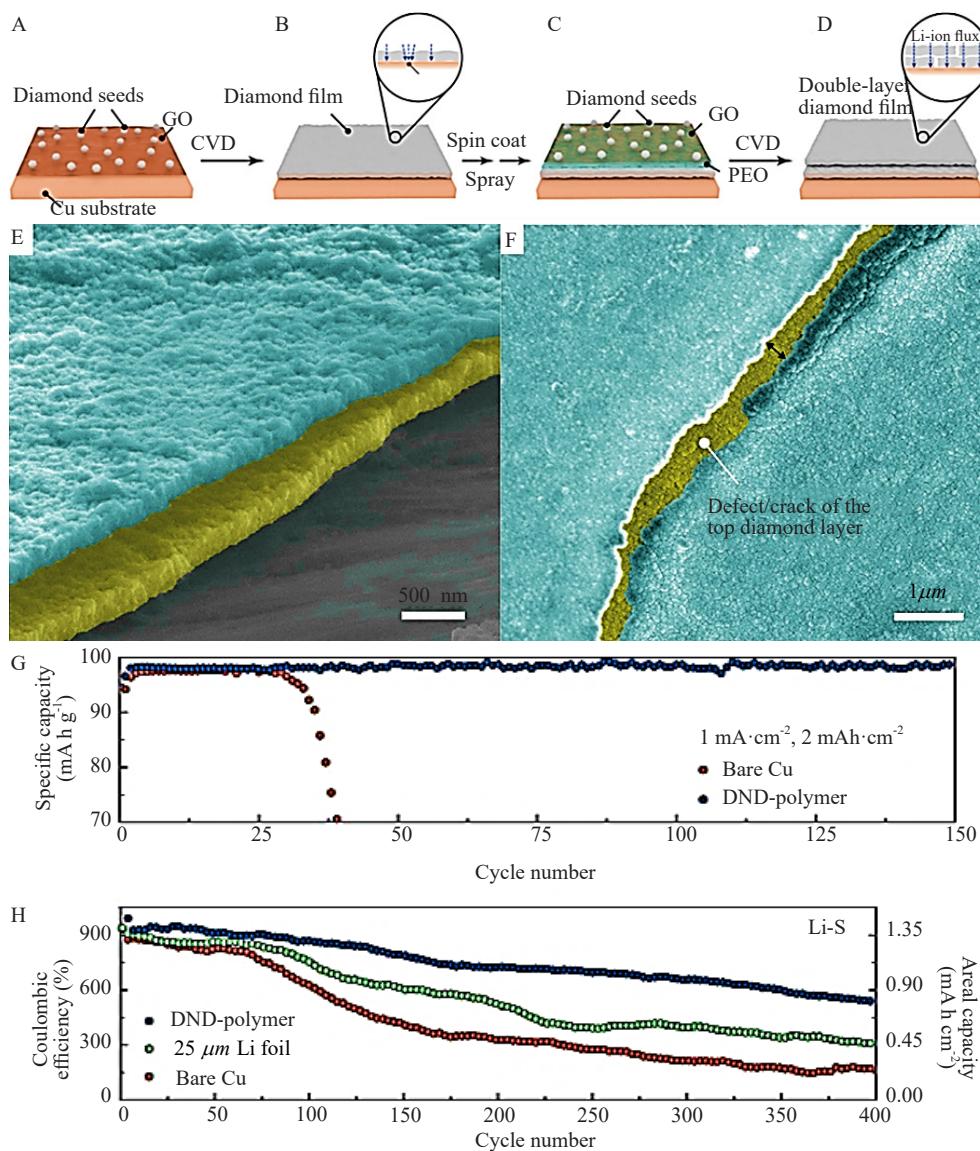 A
B
C
D
Diamond seeds
GO
Cu substrate
CVD
Diamond film
Spin coat
Spray
Diamond seeds
GO
PEO
CVD
Li-ion flux
Double-layer
diamond film
E
500 nm
F
Defect/crack of the
top diamond layer
1μm
G
Specific capacity
(mA h g⁻¹)
100
90
80
70
1 mA·cm⁻², 2 mAh·cm⁻²
Bare Cu
DND-polymer
0
25
50
75
100
125
150
Cycle number
H
Coulombic
efficiency (%)
900
600
300
0
Li-S
DND-polymer
25 μm Li foil
Bare Cu
1.35
0.90
0.45
0.00
Areal capacity
(mA h cm⁻²)
0
50
100
150
200
250
300
350
400
Cycle number